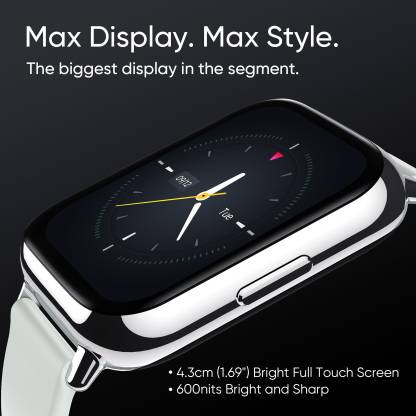 Max Display. Max Style.
The biggest display in the segment.
Tue
• 4.3cm (1.69") Bright Full Touch Screen
• 600nits Bright and Sharp